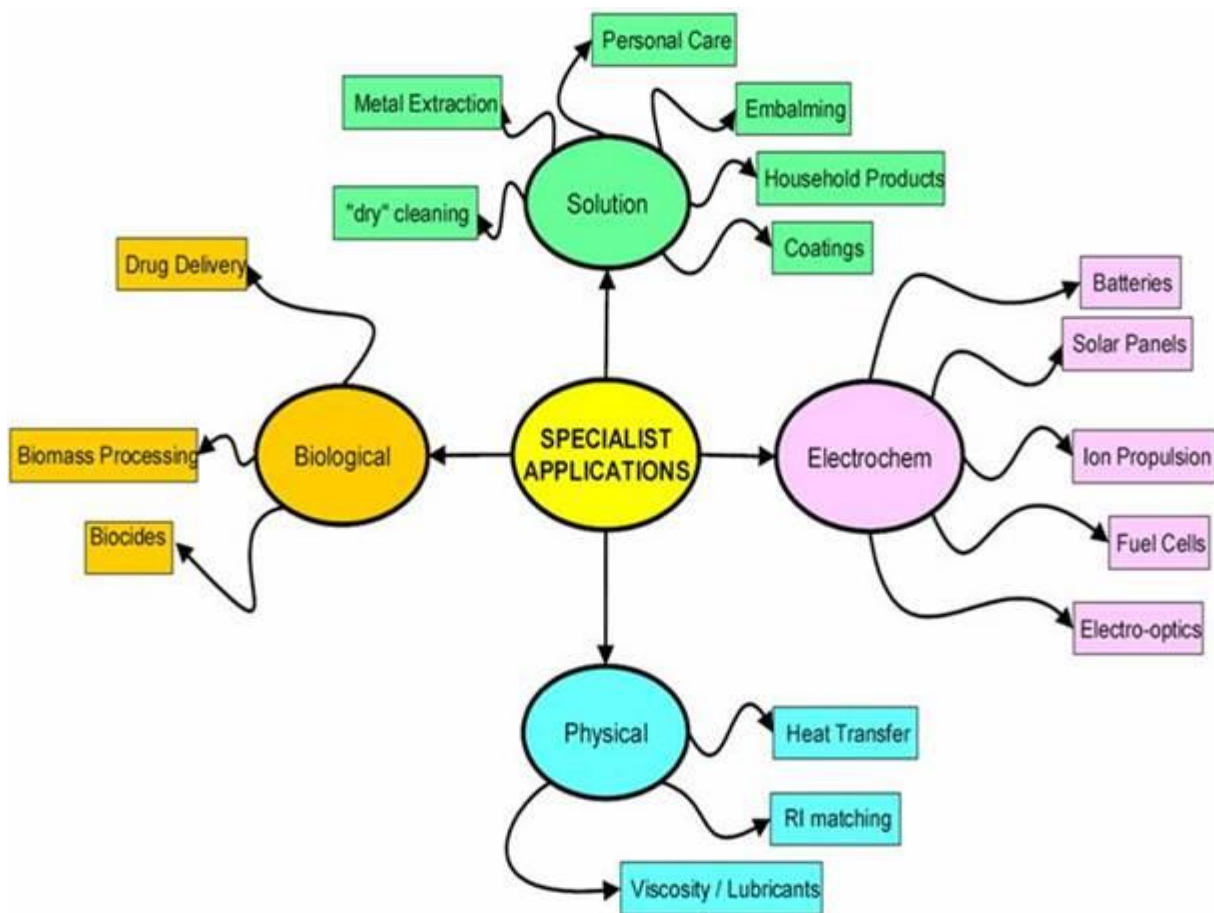 Personal Care
Metal Extraction
Embalming
Household Products
Solution
"dry" cleaning
Coatings
Drug Delivery
Batteries
Solar Panels
Biological
SPECIALIST
APPLICATIONS
Electrochem
Biomass Processing
Ion Propulsion
Biocides
Fuel Cells
Electro-optics
Physical
Heat Transfer
RI matching
Viscosity / Lubricants